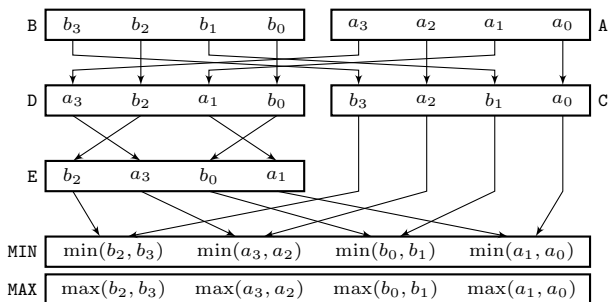 B b₃ b₂ b₁ b₀ a₃ a₂ a₁ a₀ A
D a₃ b₂ a₁ b₀ b₃ a₂ b₁ a₀ C
E b₂ a₃ b₀ a₁
MIN min(b₂, b₃) min(a₃, a₂) min(b₀, b₁) min(a₁, a₀)
MAX max(b₂, b₃) max(a₃, a₂) max(b₀, b₁) max(a₁, a₀)